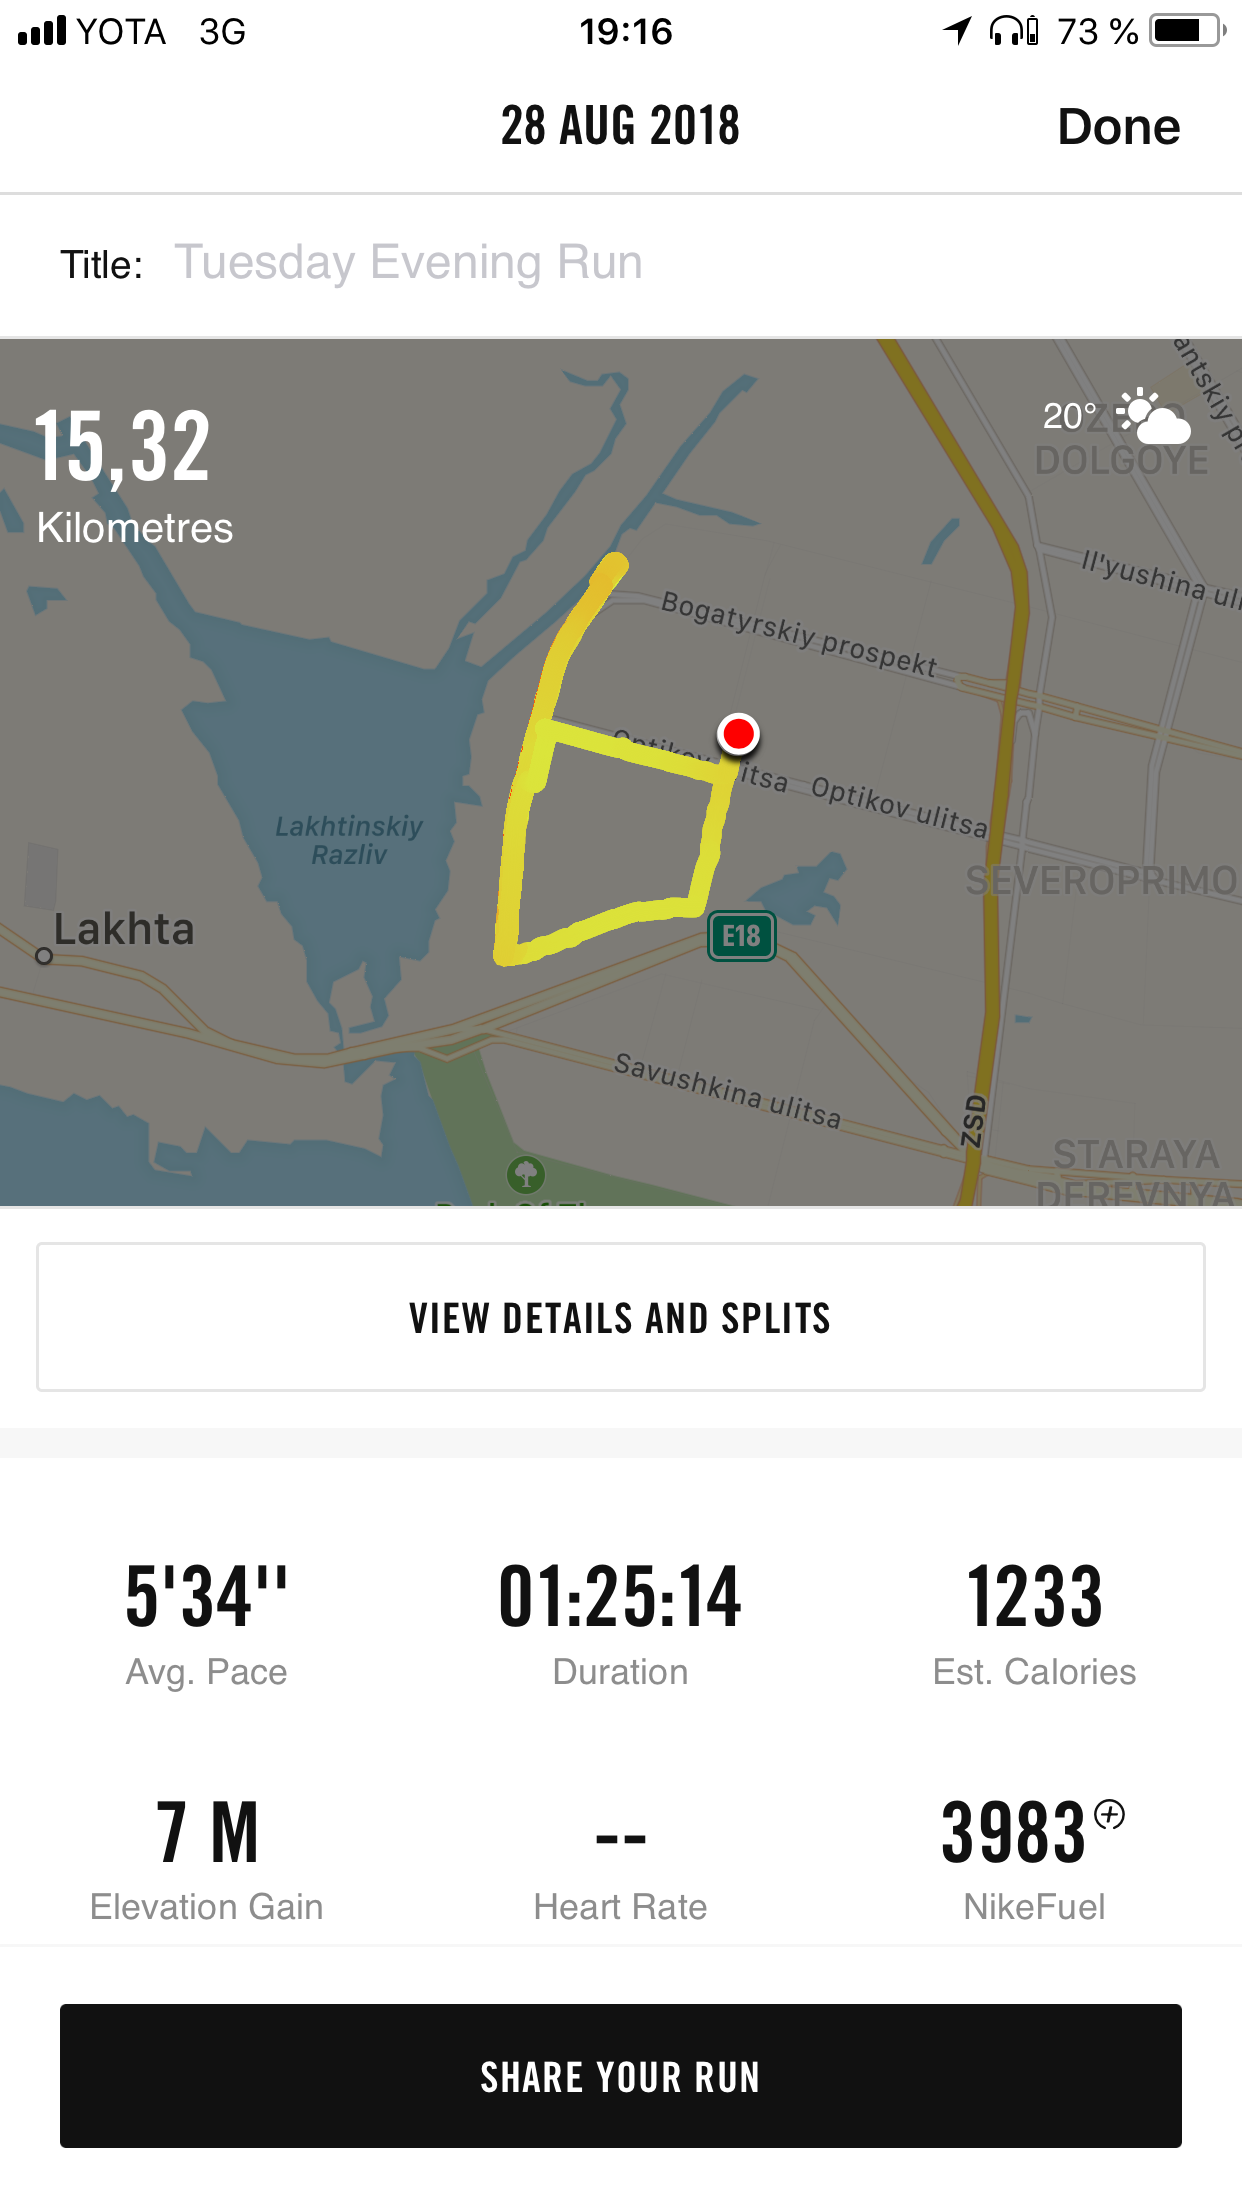 YOTA 3G 19:16 73 %
28 AUG 2018 Done
Title: Tuesday Evening Run
15,32
Kilometres
20°
DOLGOYE
Il'yushina
Bogatyrskiy prospekt
Optikov ulitsa
Optikov ulitsa
Lakhtinskiy
Razliv
SEVEROPRIMO
Lakhta
E18
Savushkina ulitsa
ZSD
STARAYA
DEREVNYA
VIEW DETAILS AND SPLITS
5'34'' 01:25:14 1233
Avg. Pace Duration Est. Calories
7 M -- 3983
Elevation Gain Heart Rate NikeFuel
SHARE YOUR RUN